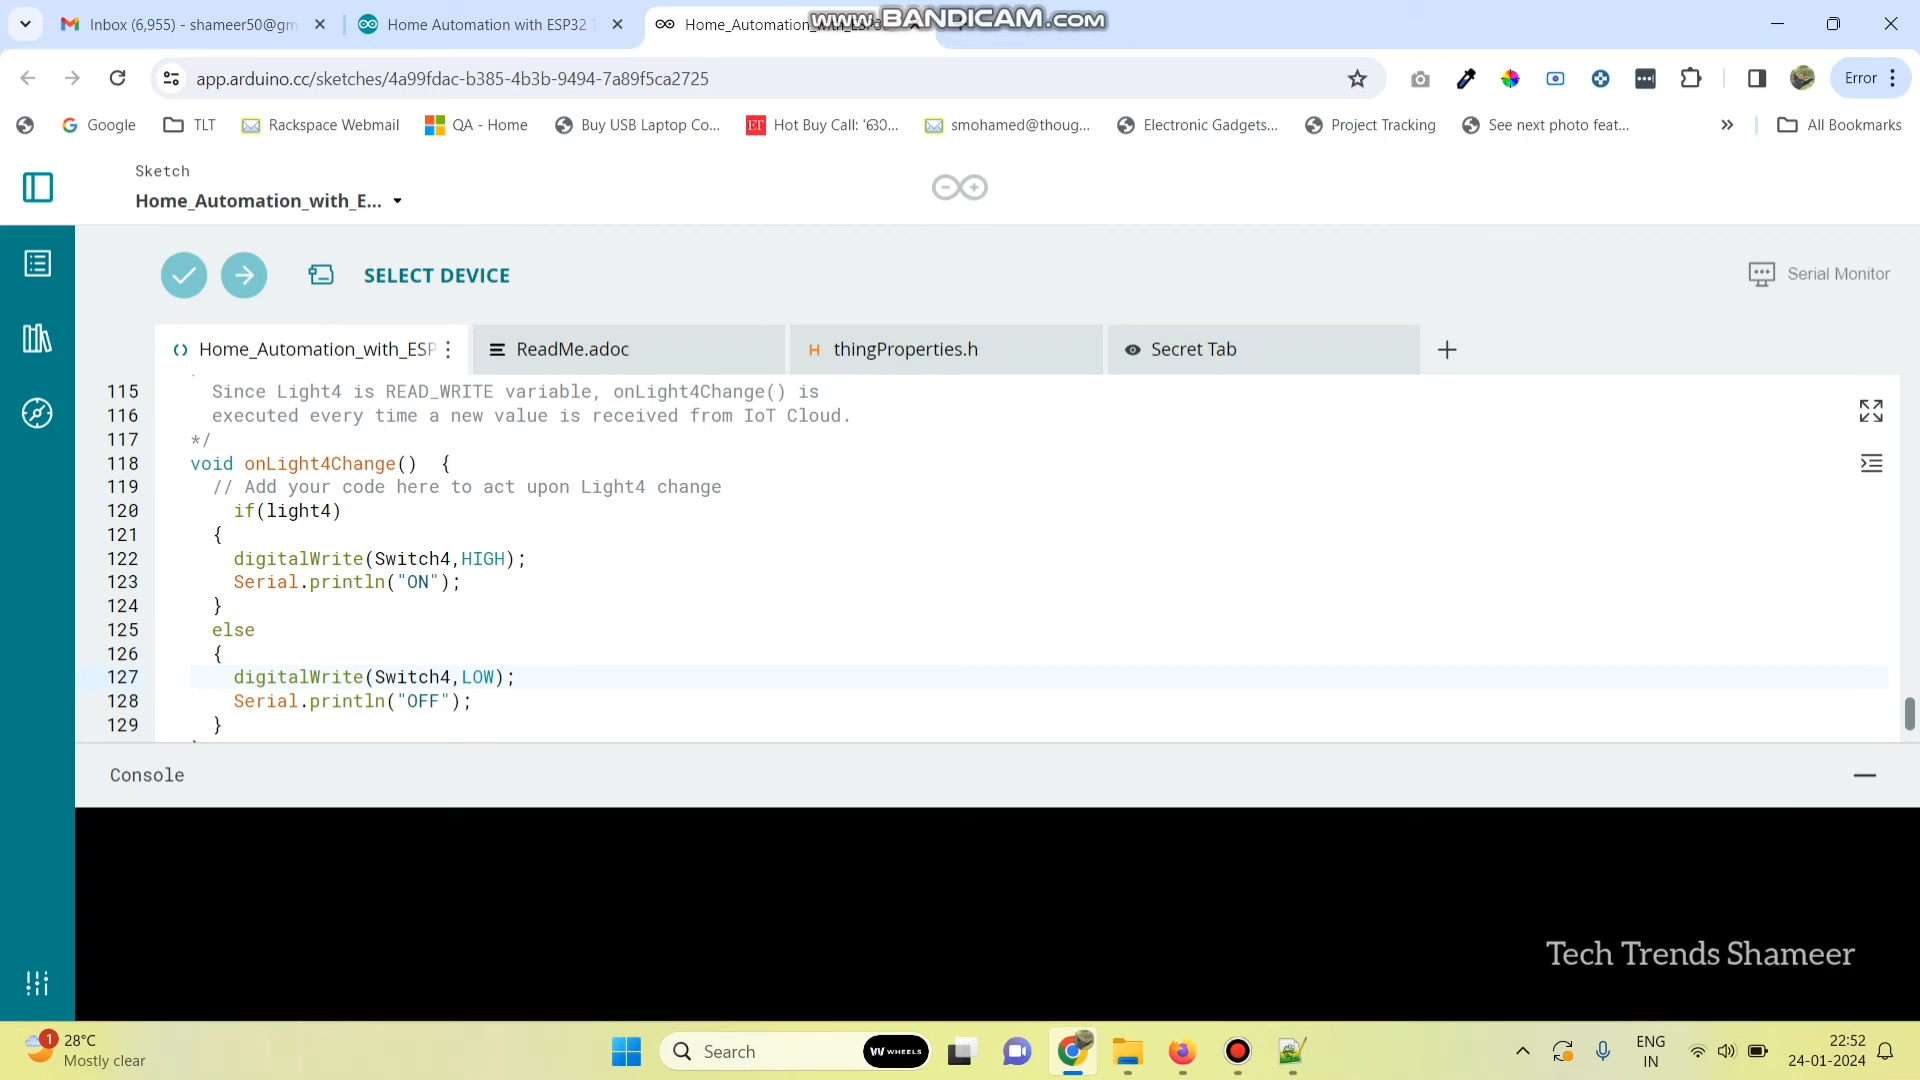 Inbox (6,955) - shameer50@gm
Home Automation with ESP32 T
Home_Automation_with_ESP3
www.BANDICAM.com
app.arduino.cc/sketches/4a99fdac-b385-4b3b-9494-7a89f5ca2725
Error
Google
TLT
Rackspace Webmail
QA - Home
Buy USB Laptop Co...
ET
Hot Buy Call: '630...
smohamed@thoug...
Electronic Gadgets...
Project Tracking
See next photo feat...
»
All Bookmarks
Sketch
Home_Automation_with_E...
SELECT DEVICE
Serial Monitor
Home_Automation_with_ESP
ReadMe.adoc
H thingProperties.h
Secret Tab
115 Since Light4 is READ_WRITE variable, onLight4Change() is
116 executed every time a new value is received from IoT Cloud.
117 */
118 void onLight4Change()  {
119 // Add your code here to act upon Light4 change
120 if(light4)
121 {
122 digitalWrite(Switch4,HIGH);
123 Serial.println("ON");
124 }
125 else
126 {
127 digitalWrite(Switch4,LOW);
128 Serial.println("OFF");
129 }
Console
Tech Trends Shameer
1
28°C
Mostly clear
Search
WHEELS
ENG
IN
22:52
24-01-2024